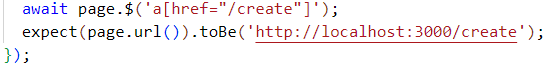 await page.$('a[href="/create"]');
expect(page.url()).toBe('http://localhost:3000/create');
});